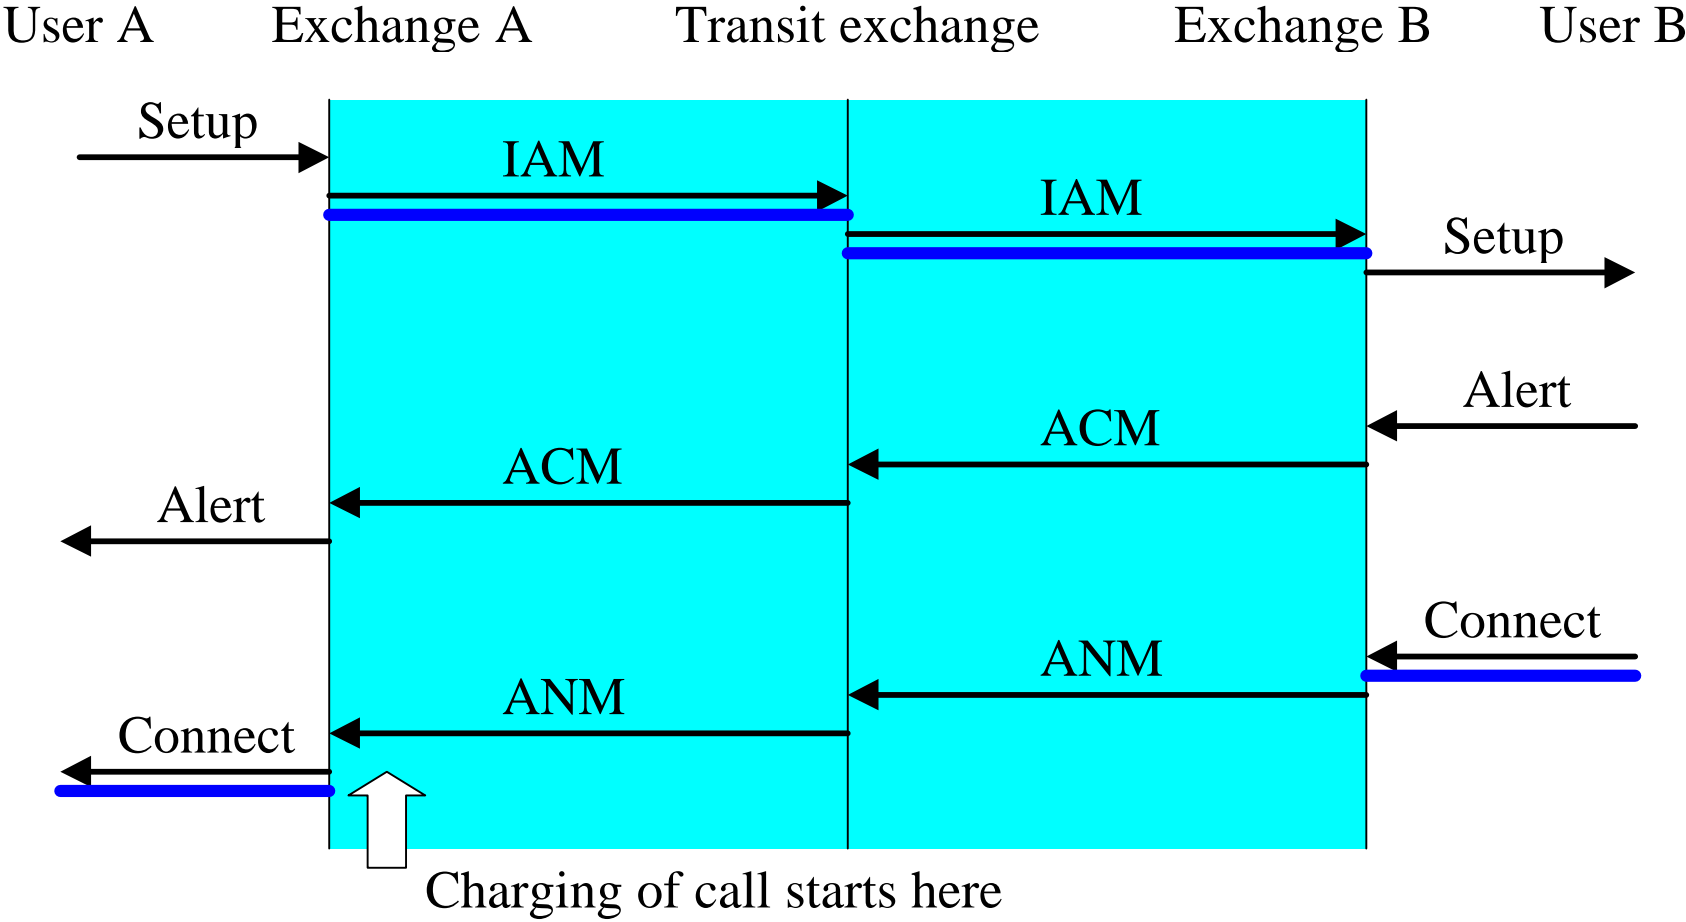 User A Exchange A Transit exchange Exchange B User B
Setup
IAM
IAM
Setup
Alert
ACM
ACM
Alert
Connect
ANM
ANM
Connect
Charging of call starts here